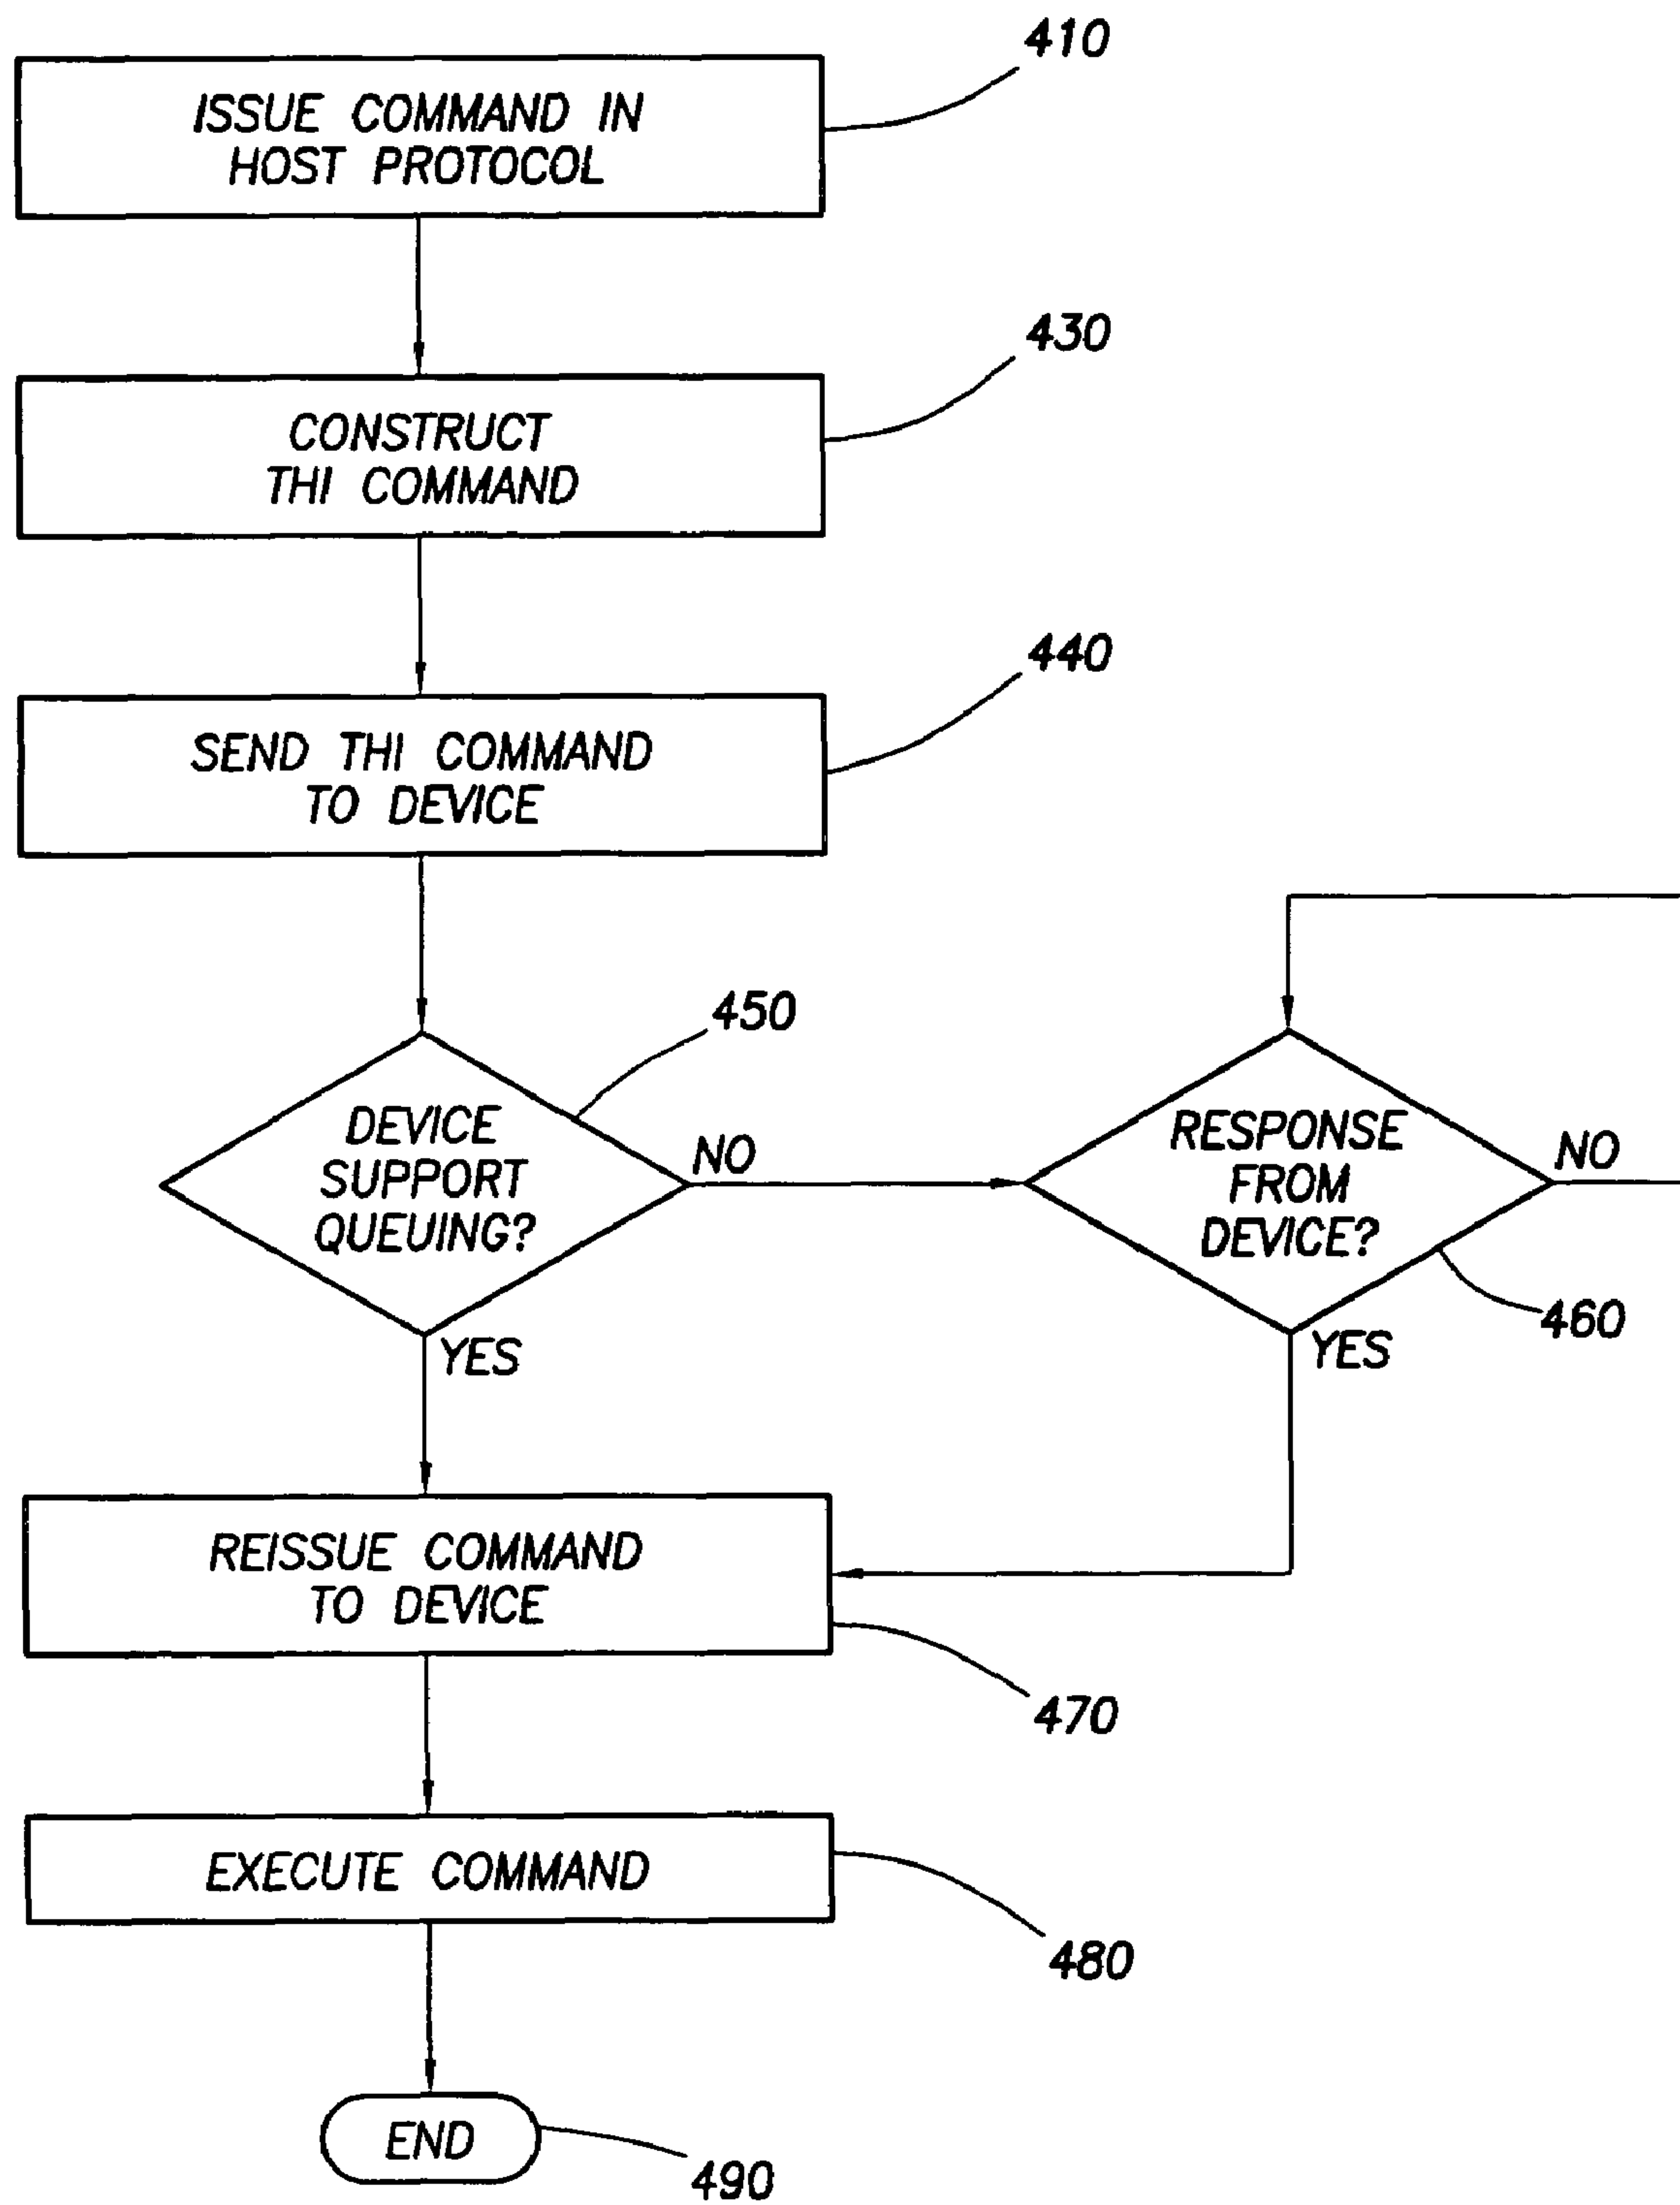 410
ISSUE COMMAND IN
HOST PROTOCOL
430
CONSTRUCT
THI COMMAND
440
SEND THI COMMAND
TO DEVICE
450
DEVICE
SUPPORT
QUEUING?
NO
YES
RESPONSE
FROM
DEVICE?
NO
460
YES
REISSUE COMMAND
TO DEVICE
470
EXECUTE COMMAND
480
END
490